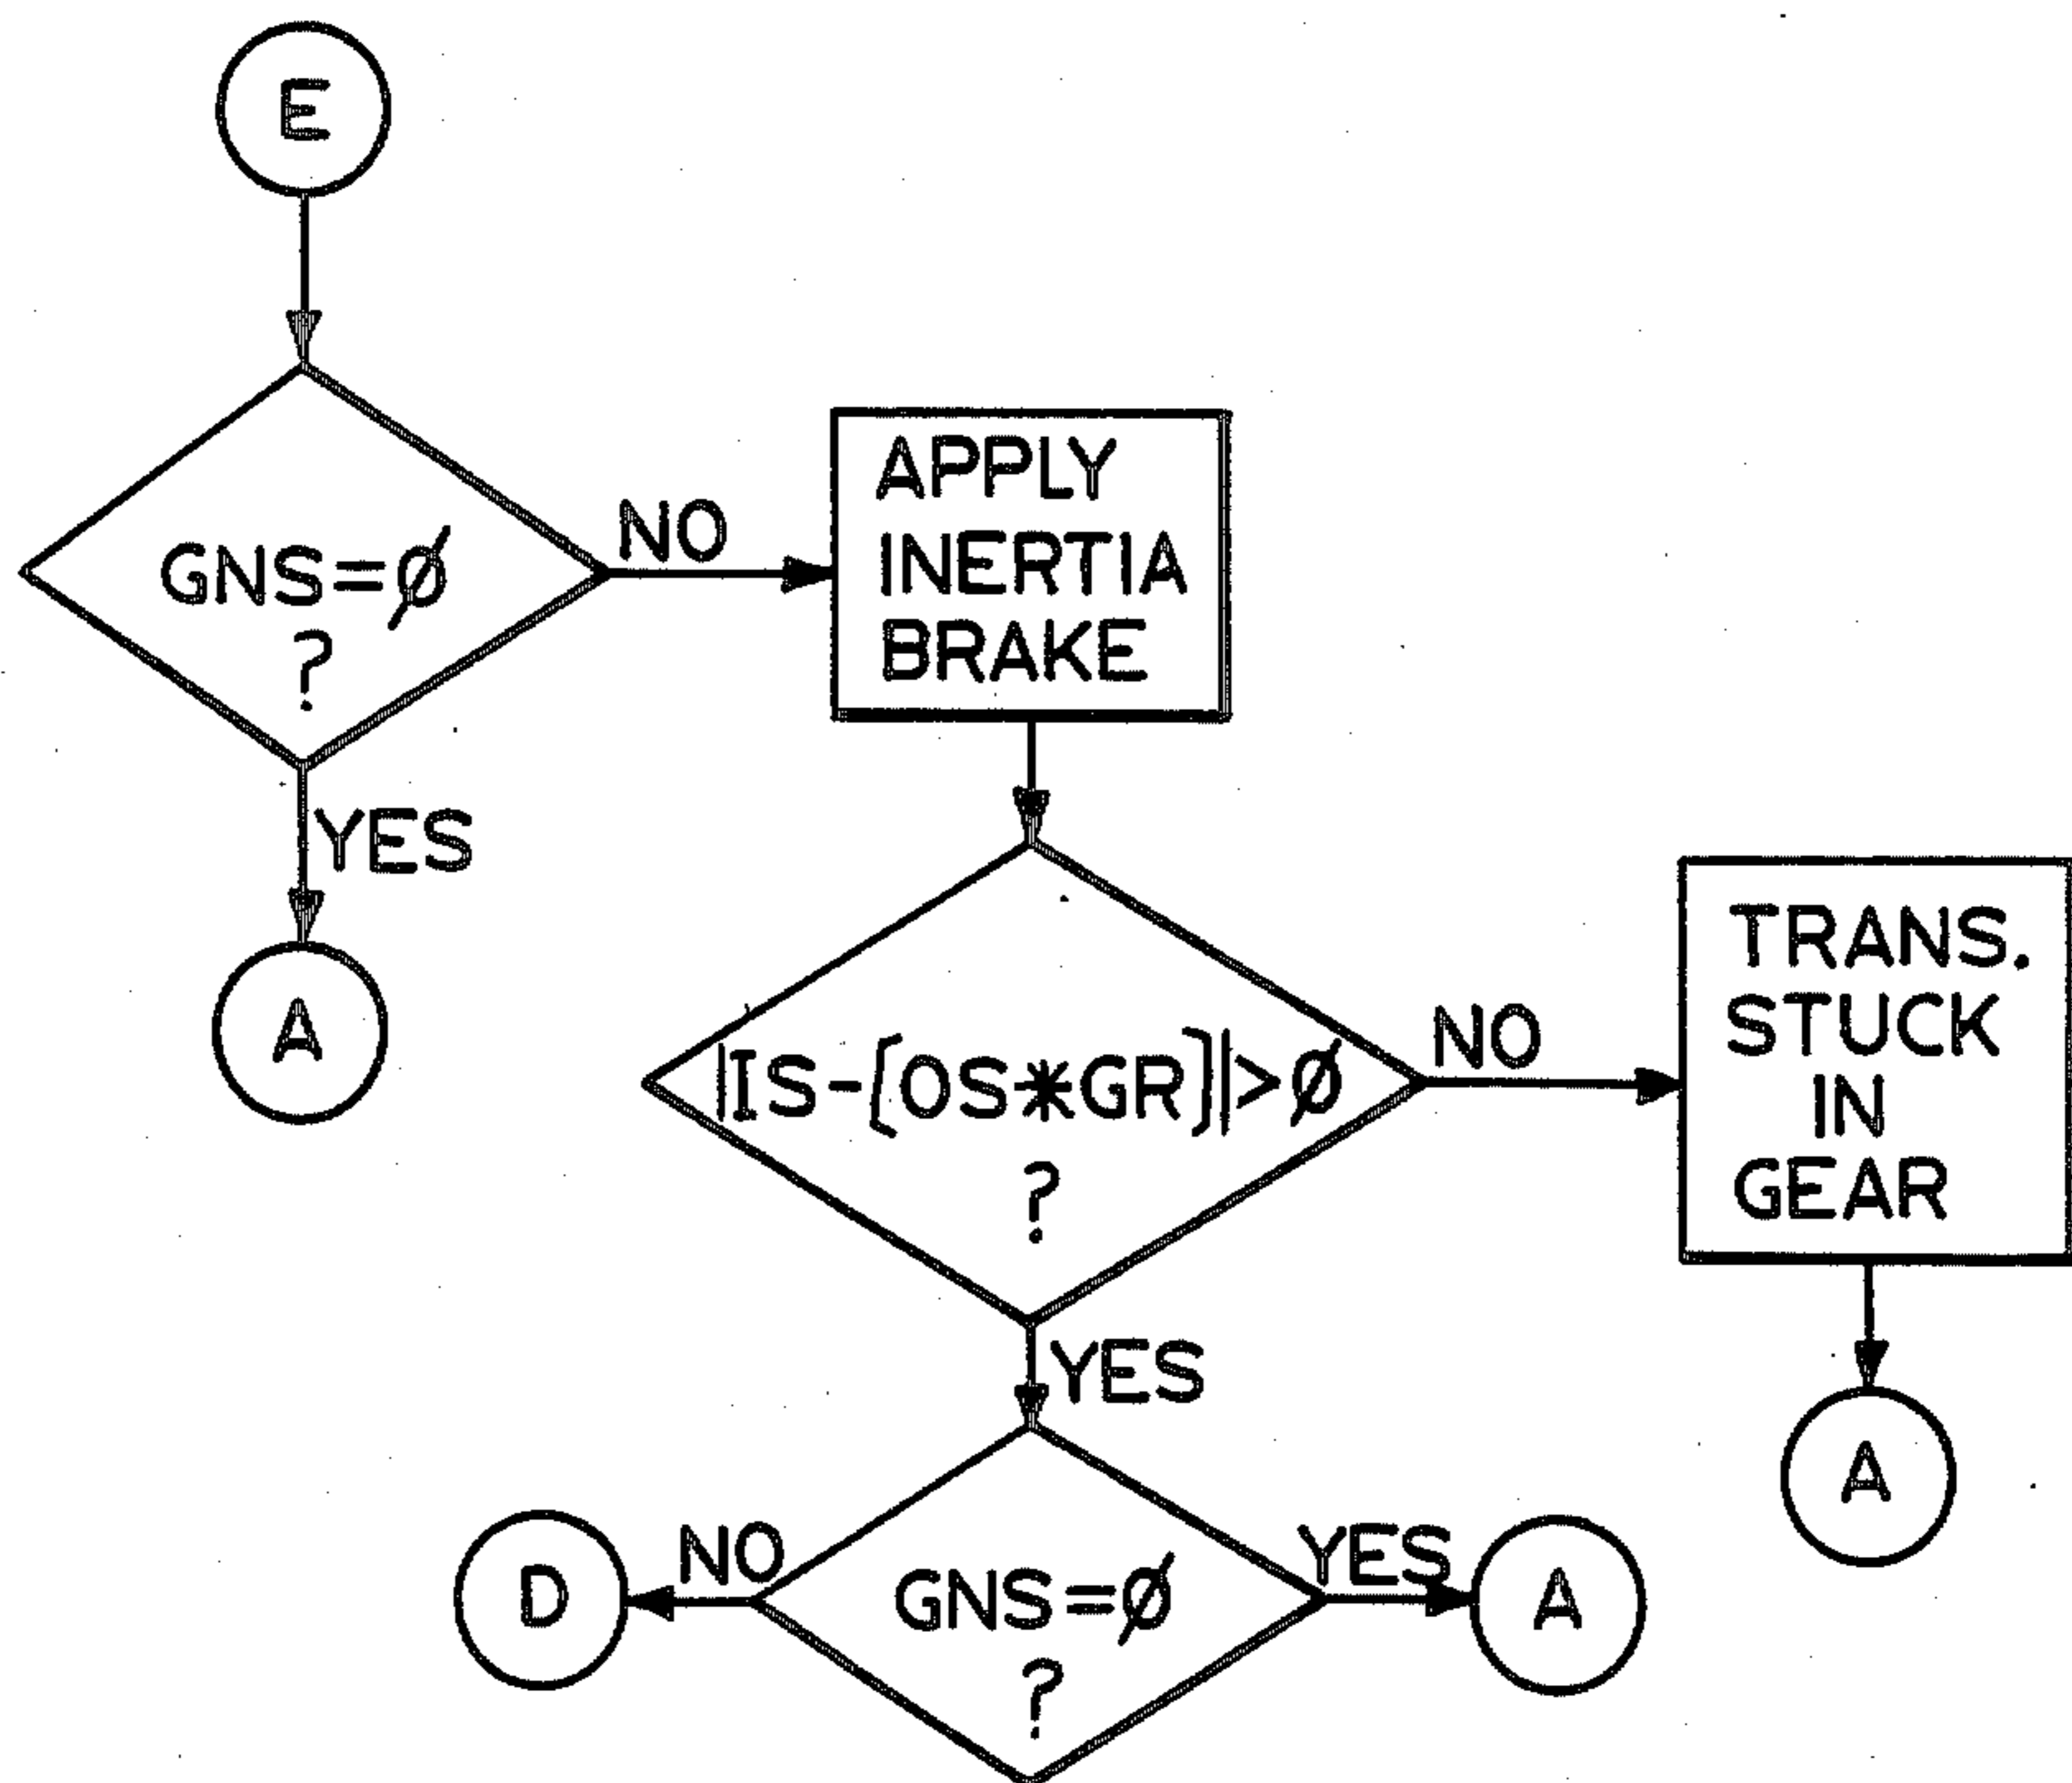 E
GNS=Ø
?
NO
YES
A
APPLY
INERTIA
BRAKE
|IS-(OS*GR)|>Ø
?
NO
YES
TRANS.
STUCK
IN
GEAR
A
GNS=Ø
?
NO
D
YES
A